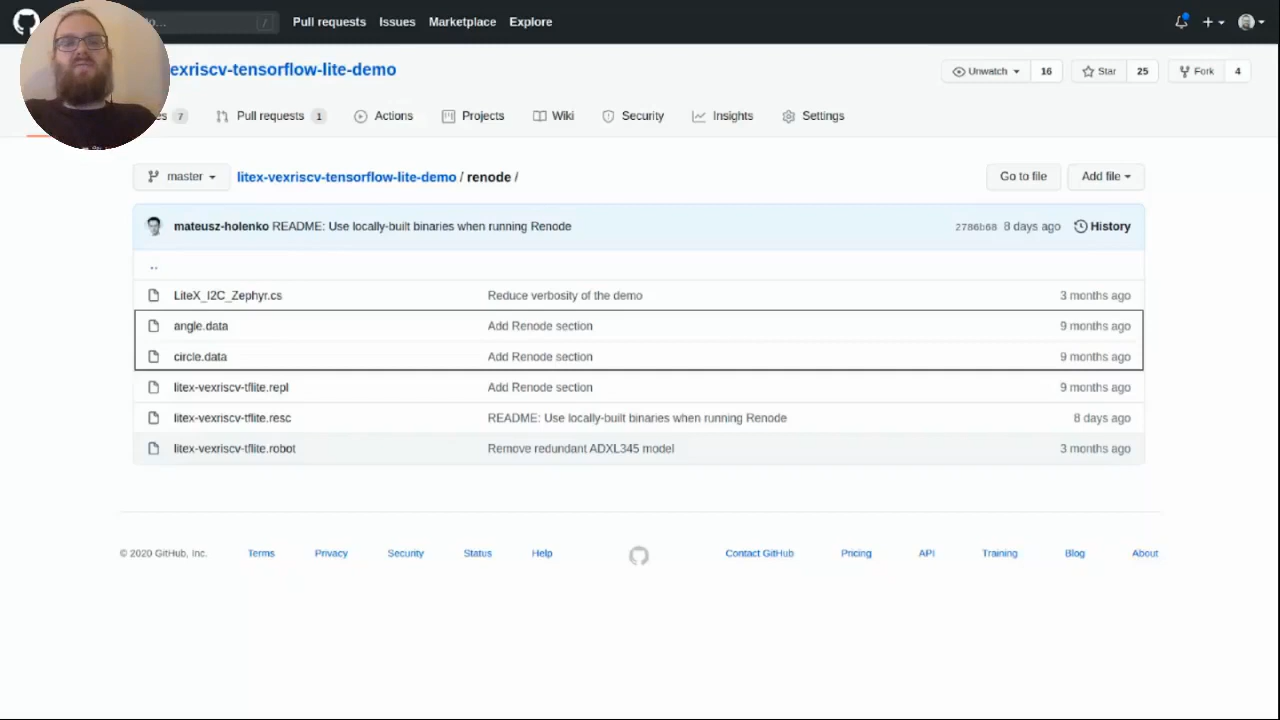 / Pull requests Issues Marketplace Explore
exriscv-tensorflow-lite-demo Unwatch 16 Star 25 Fork 4
7 Pull requests 1 Actions Projects Wiki Security Insights Settings
master litex-vexriscv-tensorflow-lite-demo / renode / Go to file Add file
mateusz-holenko README: Use locally-built binaries when running Renode 2786b68 8 days ago History
..
LiteX_I2C_Zephyr.cs Reduce verbosity of the demo 3 months ago
angle.data Add Renode section 9 months ago
circle.data Add Renode section 9 months ago
litex-vexriscv-tflite.repl Add Renode section 9 months ago
litex-vexriscv-tflite.resc README: Use locally-built binaries when running Renode 8 days ago
litex-vexriscv-tflite.robot Remove redundant ADXL345 model 3 months ago
© 2020 GitHub, Inc. Terms Privacy Security Status Help Contact GitHub Pricing API Training Blog About